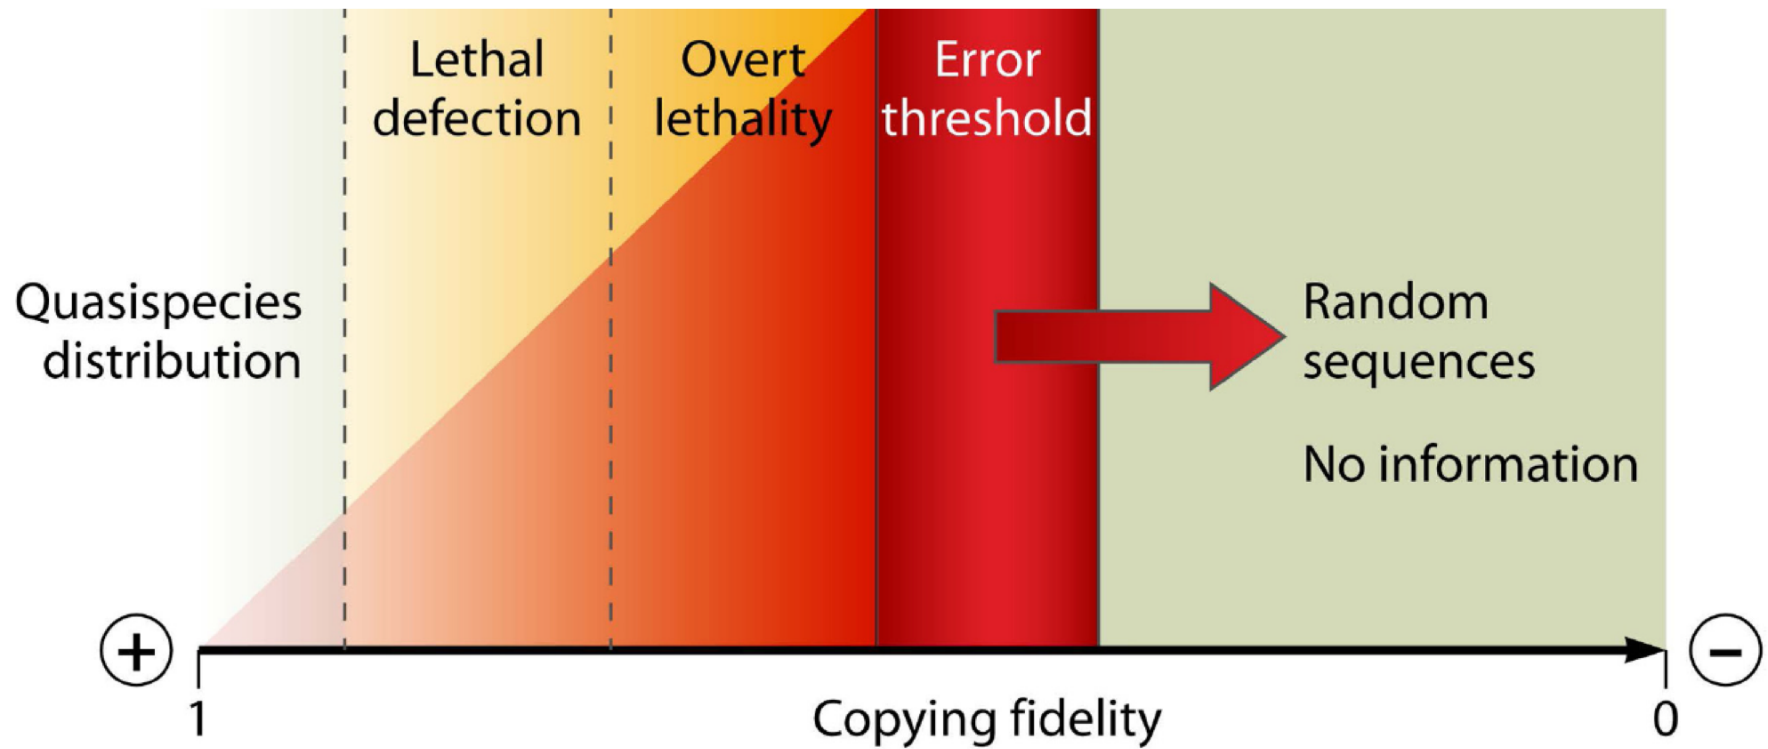 Lethal
defection
Overt
lethality
Error
threshold
Quasispecies
distribution
Random
sequences
No information
+
−
1
Copying fidelity
0